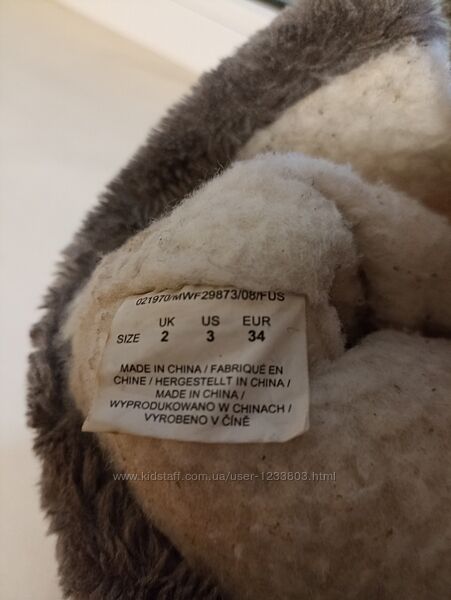 021970/MWF29873/08/FUS
UK US EUR
SIZE 2 3 34
MADE IN CHINA / FABRIQUÉ EN
CHINE / HERGESTELLT IN CHINA /
MADE IN CHINA /
WYPRODUKOWANO W CHINACH /
VYROBENO V ČÍNĚ
www.kidstaff.com.ua/user-1233803.html